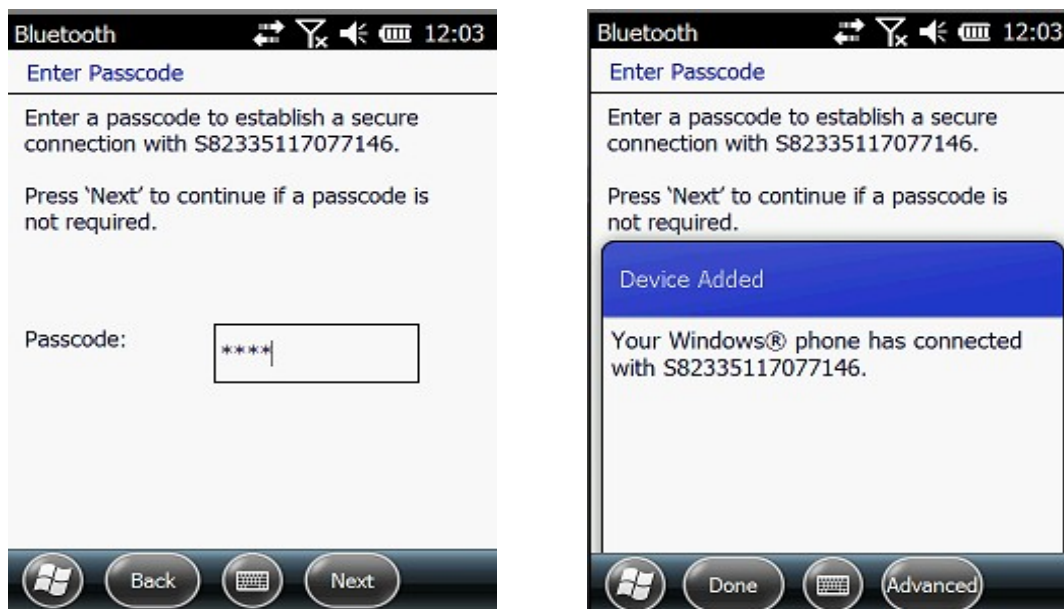 Bluetooth 12:03
Enter Passcode
Enter a passcode to establish a secure
connection with S82335117077146.
Press ‘Next’ to continue if a passcode is
not required.
Passcode: ****
Back Next
Bluetooth 12:03
Enter Passcode
Enter a passcode to establish a secure
connection with S82335117077146.
Press ‘Next’ to continue if a passcode is
not required.
Device Added
Your Windows® phone has connected
with S82335117077146.
Done Advanced